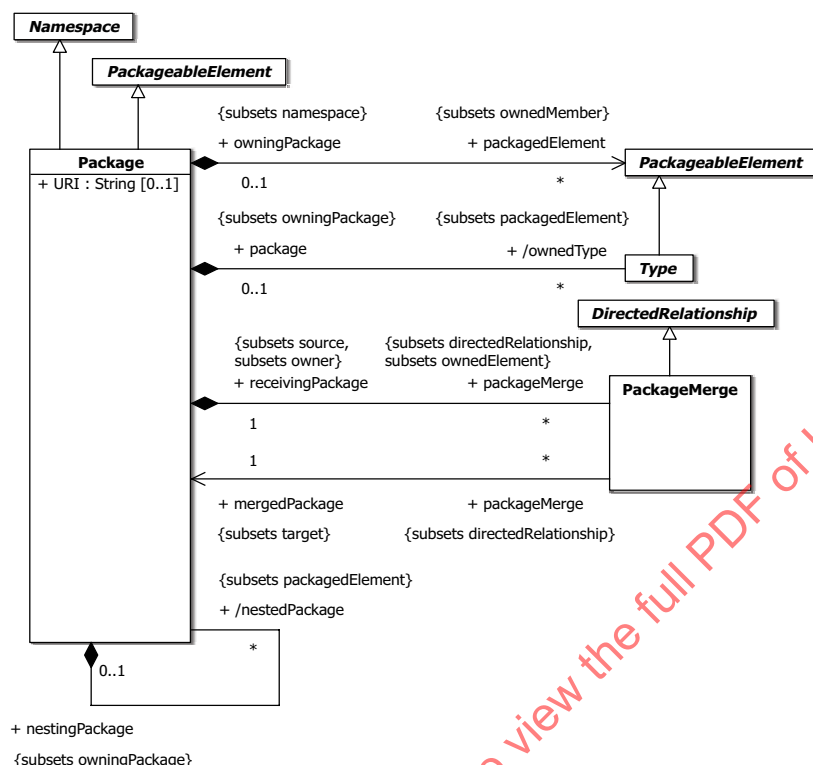 Namespace
PackageableElement
{subsets namespace}
{subsets ownedMember}
+ owningPackage
+ packagedElement
Package
PackageableElement
+ URI : String [0..1]
0..1
*
{subsets owningPackage}
{subsets packagedElement}
+ package
+ /ownedType
Type
0..1
*
DirectedRelationship
{subsets source,
subsets owner}
{subsets directedRelationship,
subsets ownedElement}
+ receivingPackage
+ packageMerge
PackageMerge
1
*
1
*
+ mergedPackage
+ packageMerge
{subsets target}
{subsets directedRelationship}
{subsets packagedElement}
+ /nestedPackage
*
0..1
+ nestingPackage
{subsets owningPackage}
view the full PDF of